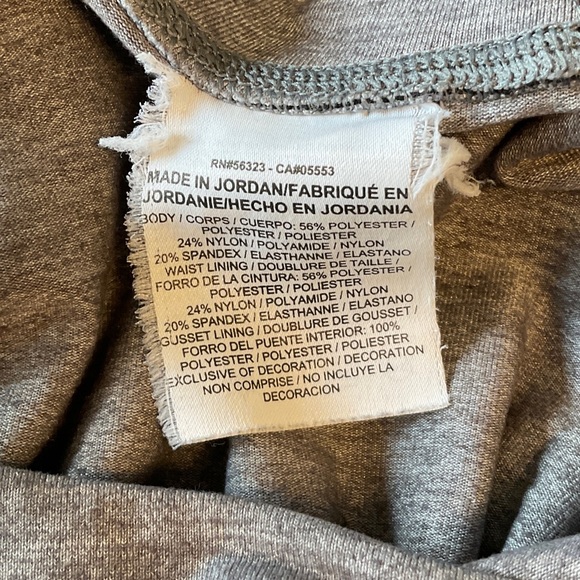 RN#56323 - CA#05553
MADE IN JORDAN/FABRIQUÉ EN
JORDANIE/HECHO EN JORDANIA
BODY / CORPS / CUERPO: 56% POLYESTER /
POLYESTER / POLIESTER
24% NYLON / POLYAMIDE / NYLON
20% SPANDEX / ELASTHANNE / ELASTANO
WAIST LINING / DOUBLURE DE TAILLE /
FORRO DE LA CINTURA: 56% POLYESTER /
POLYESTER / POLIESTER
24% NYLON / POLYAMIDE / NYLON
20% SPANDEX / ELASTHANNE / ELASTANO
GUSSET LINING / DOUBLURE DE GOUSSET /
FORRO DEL PUENTE INTERIOR: 100%
POLYESTER / POLYESTER / POLIESTER
EXCLUSIVE OF DECORATION / DECORATION
NON COMPRISE / NO INCLUYE LA
DECORACION